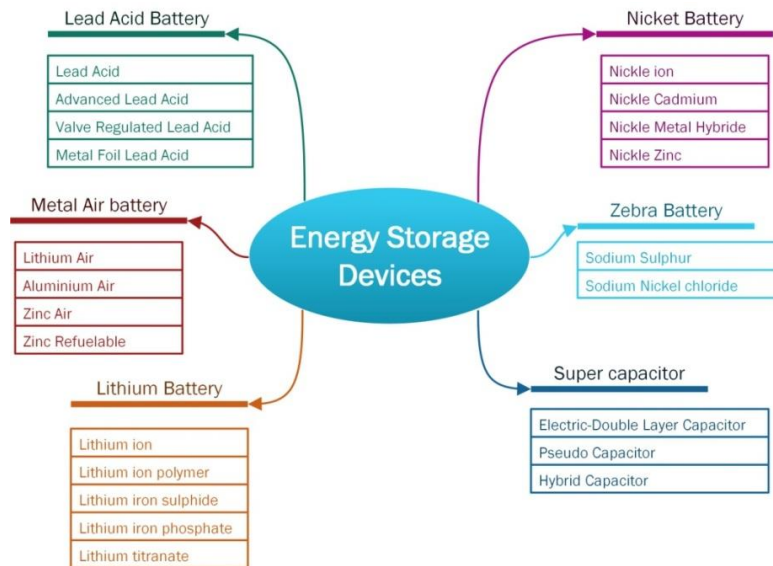 Lead Acid Battery
Lead Acid
Advanced Lead Acid
Valve Regulated Lead Acid
Metal Foil Lead Acid
Nicket Battery
Nickle ion
Nickle Cadmium
Nickle Metal Hybride
Nickle Zinc
Energy Storage
Devices
Metal Air battery
Lithium Air
Aluminium Air
Zinc Air
Zinc Refuelable
Zebra Battery
Sodium Sulphur
Sodium Nickel chloride
Lithium Battery
Lithium ion
Lithium ion polymer
Lithium iron sulphide
Lithium iron phosphate
Lithium titranate
Super capacitor
Electric-Double Layer Capacitor
Pseudo Capacitor
Hybrid Capacitor